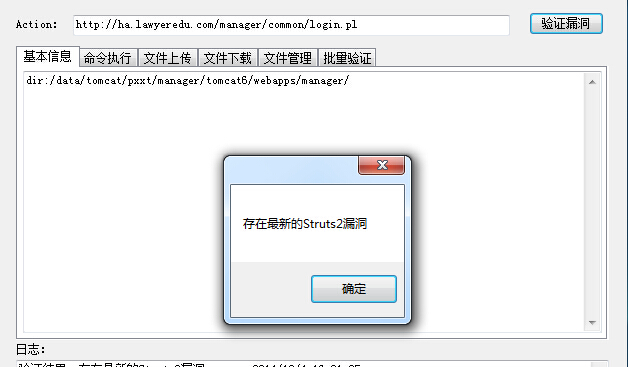 Action: http://ha.lawyeredu.com/manager/common/login.pl 验证漏洞
基本信息 命令执行 文件上传 文件下载 文件管理 批量验证
dir:/data/tomcat/pxxt/manager/tomcat6/webapps/manager/
存在最新的Struts2漏洞
确定
日志: